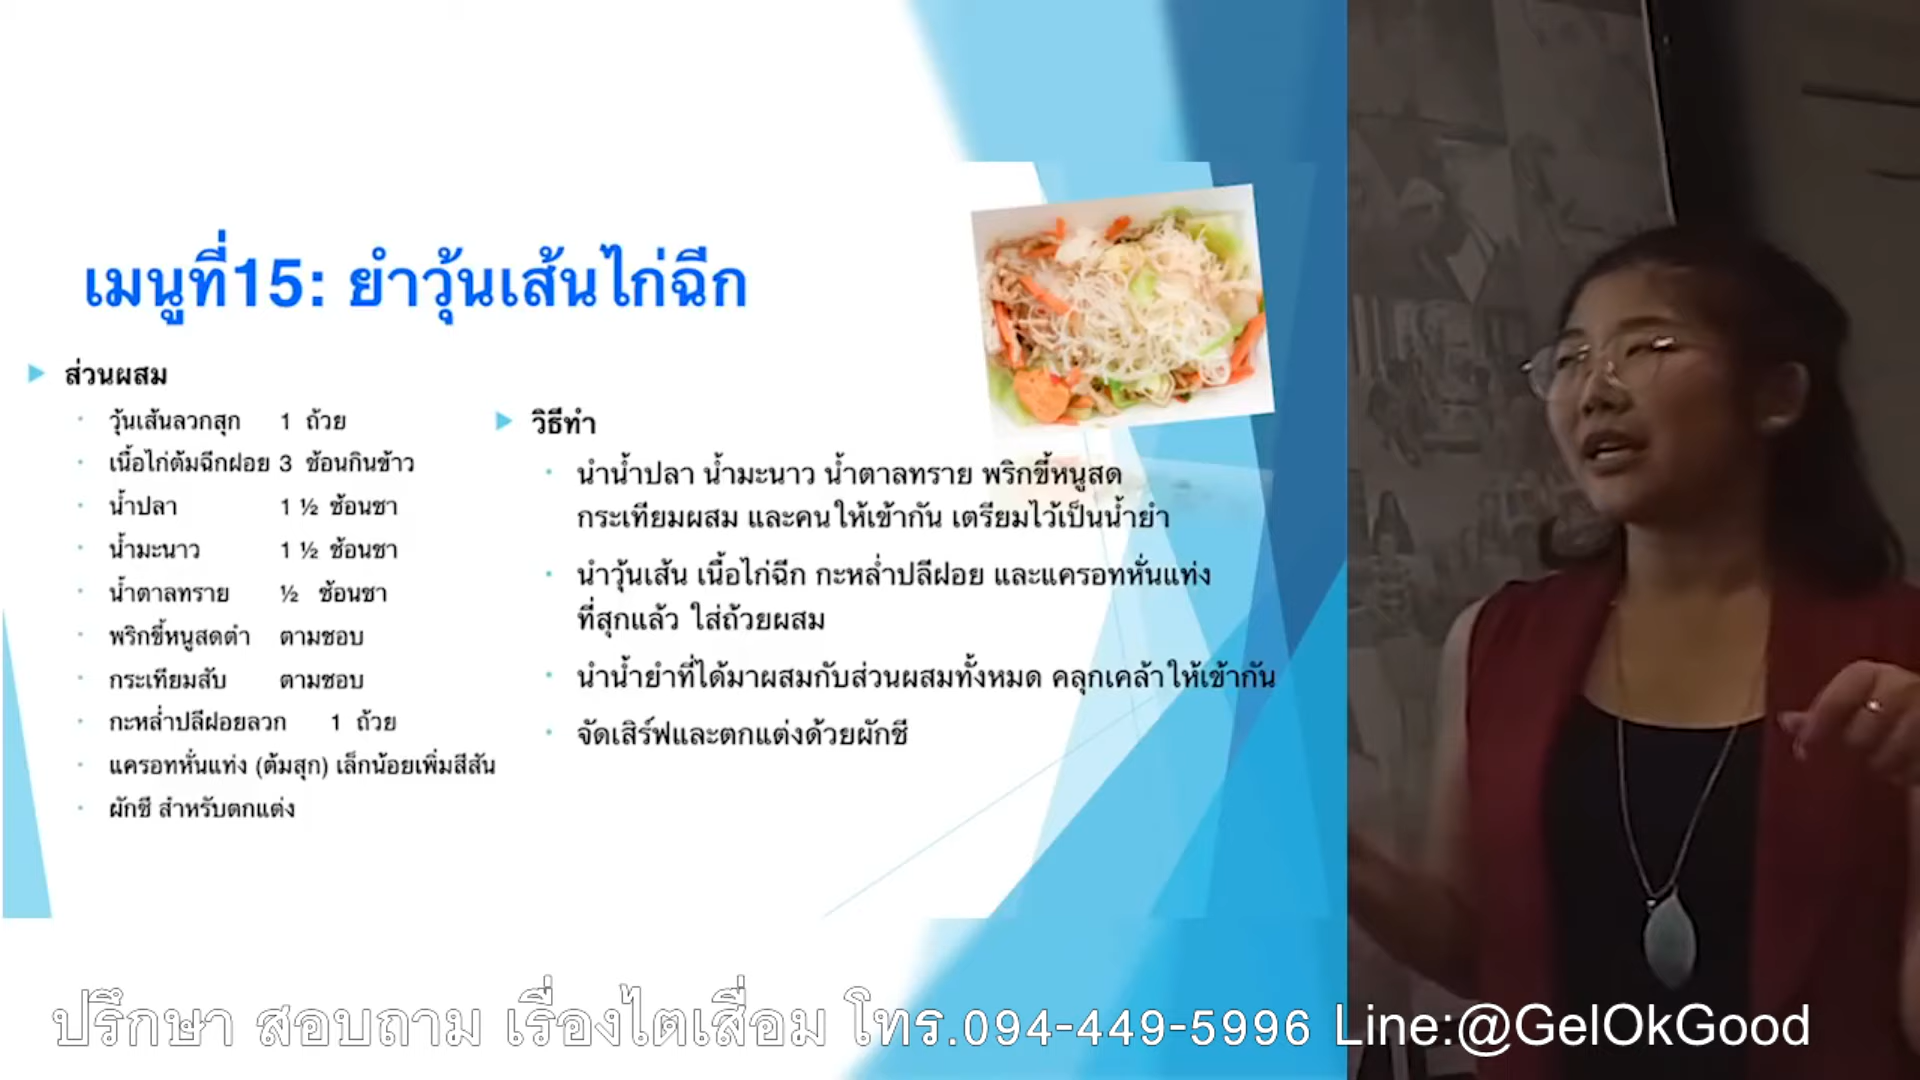 เมนูที่15: ยำวุ้นเส้นไก่ฉีก
ส่วนผสม
วุ้นเส้นลวกสุก 1 ถ้วย
เนื้อไก่ต้มฉีกฝอย 3 ช้อนกินข้าว
น้ำปลา 1 ½ ช้อนชา
น้ำมะนาว 1 ½ ช้อนชา
น้ำตาลทราย ½ ช้อนชา
พริกขี้หนูสดตำ ตามชอบ
กระเทียมสับ ตามชอบ
กะหล่ำปลีฝอยลวก 1 ถ้วย
แครอทหั่นแท่ง (ต้มสุก) เล็กน้อยเพิ่มสีสัน
ผักชี สำหรับตกแต่ง
วิธีทำ
นำน้ำปลา น้ำมะนาว น้ำตาลทราย พริกขี้หนูสด
กระเทียมผสม และคนให้เข้ากัน เตรียมไว้เป็นน้ำยำ
นำวุ้นเส้น เนื้อไก่ฉีก กะหล่ำปลีฝอย และแครอทหั่นแท่ง
ที่สุกแล้ว ใส่ถ้วยผสม
นำน้ำยำที่ได้มาผสมกับส่วนผสมทั้งหมด คลุกเคล้าให้เข้ากัน
จัดเสิร์ฟและตกแต่งด้วยผักชี
ปรึกษา สอบถาม เรื่องไตเสื่อม โทร.094-449-5996 Line:@GelOkGood